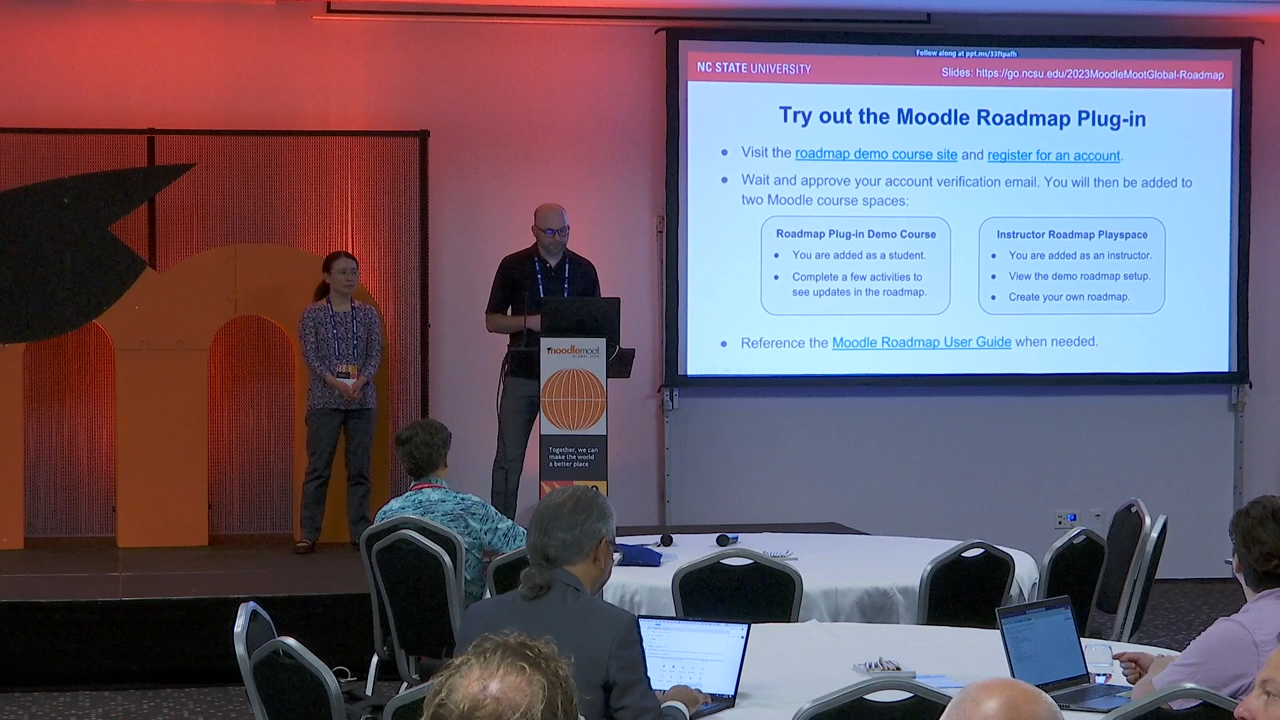 Follow along at ppt.ms/33ftpafh
NC STATE UNIVERSITY
Slides: https://go.ncsu.edu/2023MoodleMootGlobal-Roadmap
Try out the Moodle Roadmap Plug-in
● Visit the roadmap demo course site and register for an account.
● Wait and approve your account verification email. You will then be added to
two Moodle course spaces:
Roadmap Plug-in Demo Course
● You are added as a student.
● Complete a few activities to
see updates in the roadmap.
Instructor Roadmap Playspace
● You are added as an instructor.
● View the demo roadmap setup.
● Create your own roadmap.
● Reference the Moodle Roadmap User Guide when needed.
moodlemoot
GLOBAL 2023
Together, we can
make the world
a better place